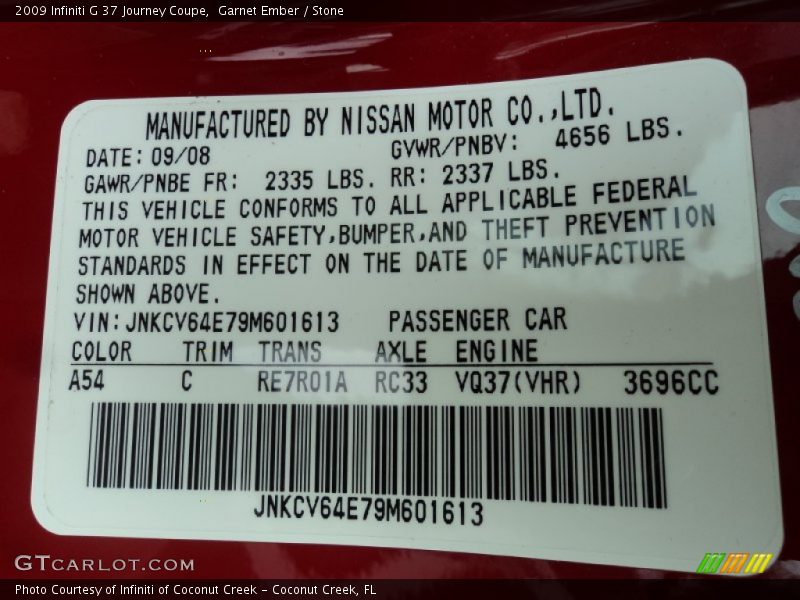 2009 Infiniti G 37 Journey Coupe,  Garnet Ember / Stone
MANUFACTURED BY NISSAN MOTOR CO.,LTD.
DATE: 09/08 GVWR/PNBV: 4656 LBS.
GAWR/PNBE FR: 2335 LBS. RR: 2337 LBS.
THIS VEHICLE CONFORMS TO ALL APPLICABLE FEDERAL
MOTOR VEHICLE SAFETY,BUMPER,AND THEFT PREVENTION
STANDARDS IN EFFECT ON THE DATE OF MANUFACTURE
SHOWN ABOVE.
VIN: JNKCV64E79M601613 PASSENGER CAR
COLOR TRIM TRANS AXLE ENGINE
A54 C RE7R01A RC33 VQ37(VHR) 3696CC
JNKCV64E79M601613
GTCARLOT.COM
Photo Courtesy of Infiniti of Coconut Creek - Coconut Creek, FL